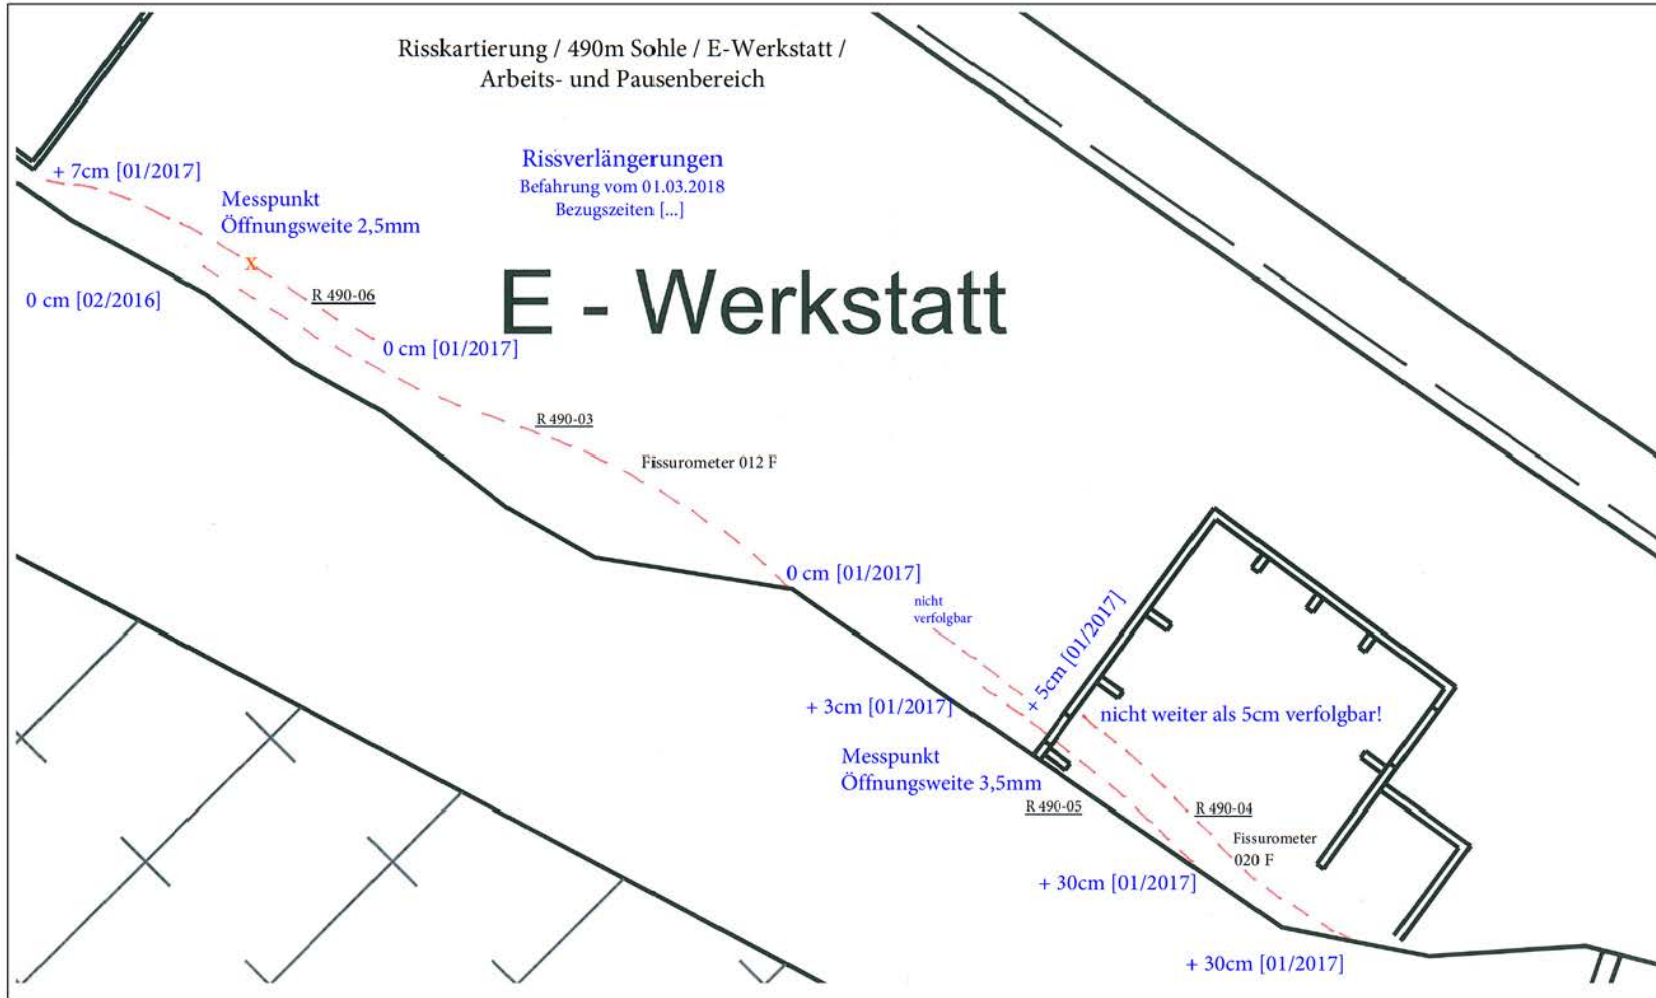 Risskartierung / 490m Sohle / E-Werkstatt /
Arbeits- und Pausenbereich
Rissverlängerungen
Befahrung vom 01.03.2018
Bezugszeiten [...]
+ 7cm [01/2017]
Messpunkt
Öffnungsweite 2,5mm
x
0 cm [02/2016]
R 490-06
E - Werkstatt
0 cm [01/2017]
R 490-03
Fissurometer 012 F
0 cm [01/2017]
nicht
verfolgbar
+ 5cm [01/2017]
+ 3cm [01/2017]
nicht weiter als 5cm verfolgbar!
Messpunkt
Öffnungsweite 3,5mm
R 490-05
R 490-04
Fissurometer
020 F
+ 30cm [01/2017]
+ 30cm [01/2017]